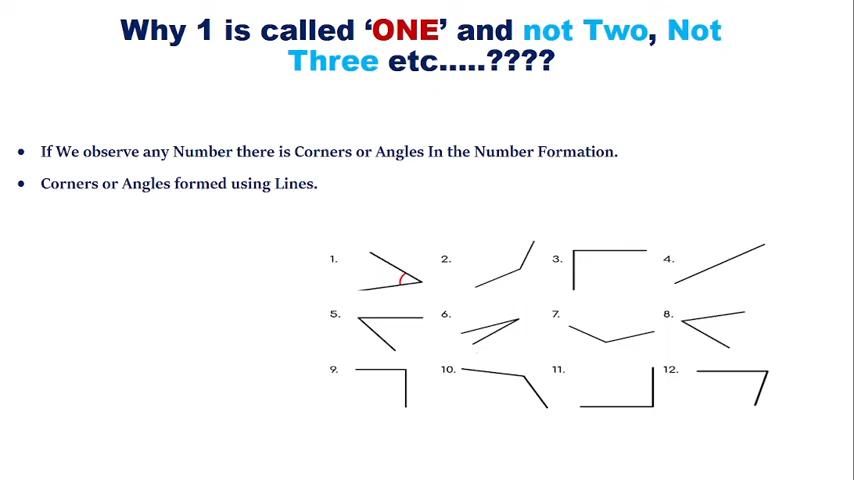 Why 1 is called ‘ONE’ and not Two, Not
Three etc.....????
• If We observe any Number there is Corners or Angles In the Number Formation.
• Corners or Angles formed using Lines.
1. 2. 3. 4.
5. 6. 7. 8.
9. 10. 11. 12.